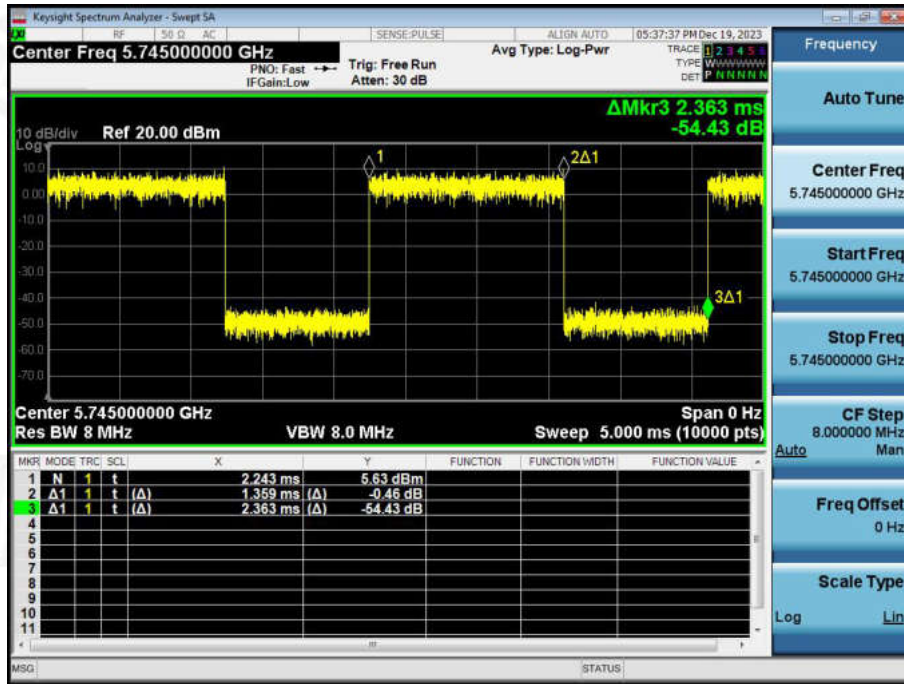 Keysight Spectrum Analyzer - Swept SA
RF 50 Ω AC SENSE:PULSE ALIGN AUTO 05:37:37 PM Dec 19, 2023
Center Freq 5.745000000 GHz Avg Type: Log-Pwr TRACE 1 2 3 4 5 6
PNO: Fast Trig: Free Run TYPE WWWWWW
IFGain:Low Atten: 30 dB DET P N N N N N
Frequency
ΔMkr3 2.363 ms
10 dB/div Ref 20.00 dBm -54.43 dB
Log
10.0
0.00
-10.0
-20.0
-30.0
-40.0
-50.0
-60.0
-70.0
1
2Δ1
3Δ1
Center 5.745000000 GHz Span 0 Hz
Res BW 8 MHz VBW 8.0 MHz Sweep 5.000 ms (10000 pts)
MKR MODE TRC SCL X Y FUNCTION FUNCTION WIDTH FUNCTION VALUE
1 N 1 t 2.243 ms 5.63 dBm
2 Δ1 1 t (Δ) 1.359 ms (Δ) -0.46 dB
3 Δ1 1 t (Δ) 2.363 ms (Δ) -54.43 dB
4
5
6
7
8
9
10
11
MSG STATUS
Auto Tune
Center Freq
5.745000000 GHz
Start Freq
5.745000000 GHz
Stop Freq
5.745000000 GHz
CF Step
8.000000 MHz
Auto Man
Freq Offset
0 Hz
Scale Type
Log Lin